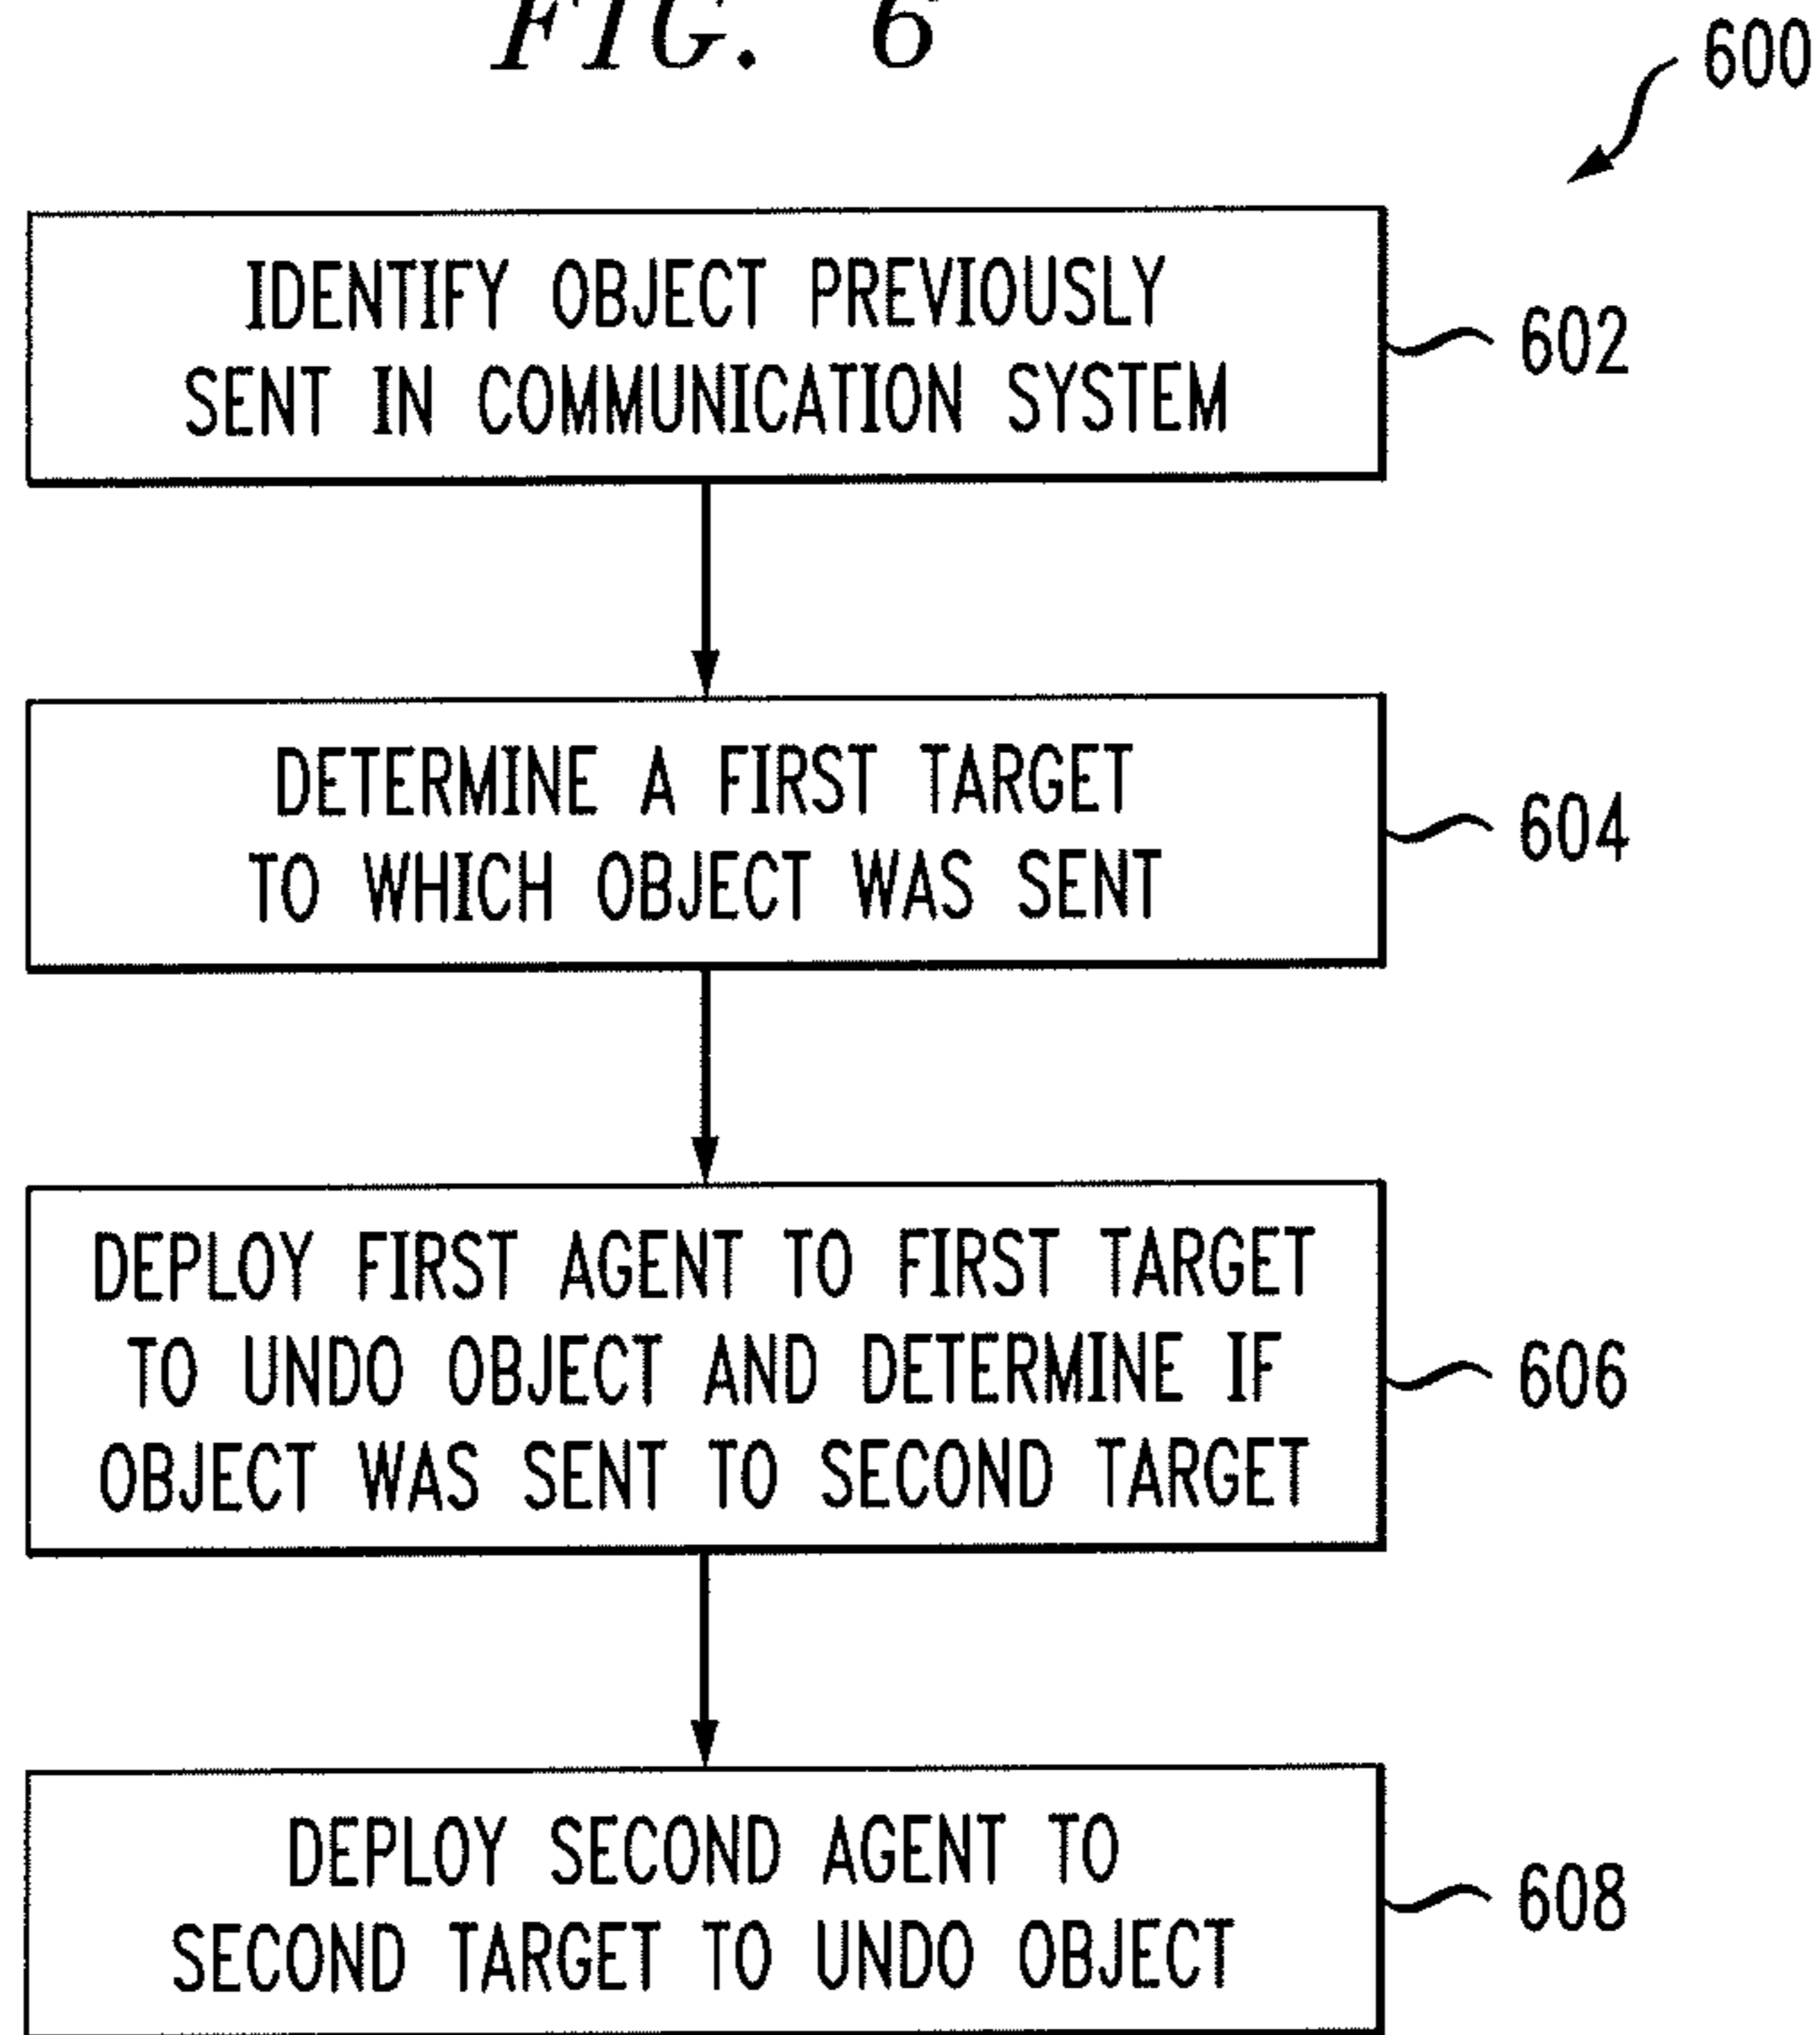 FIG. 6
600
IDENTIFY OBJECT PREVIOUSLY
SENT IN COMMUNICATION SYSTEM
602
DETERMINE A FIRST TARGET
TO WHICH OBJECT WAS SENT
604
DEPLOY FIRST AGENT TO FIRST TARGET
TO UNDO OBJECT AND DETERMINE IF
OBJECT WAS SENT TO SECOND TARGET
606
DEPLOY SECOND AGENT TO
SECOND TARGET TO UNDO OBJECT
608